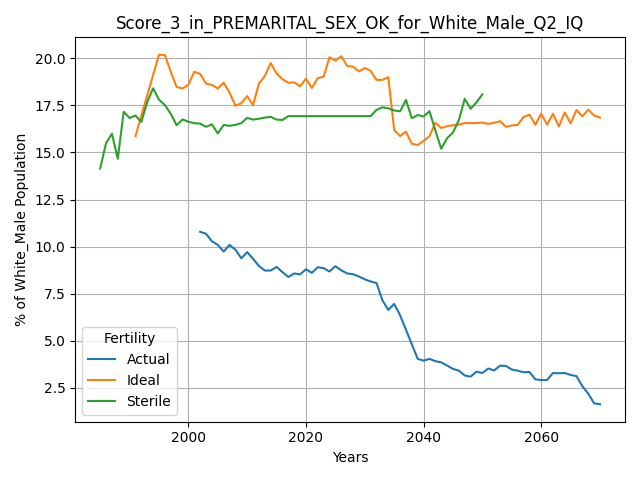 Score_3_in_PREMARITAL_SEX_OK_for_White_Male_Q2_IQ
% of White_Male Population
20.0
17.5
15.0
12.5
10.0
7.5
5.0
2.5
Fertility
Actual
Ideal
Sterile
2000
2020
2040
2060
Years